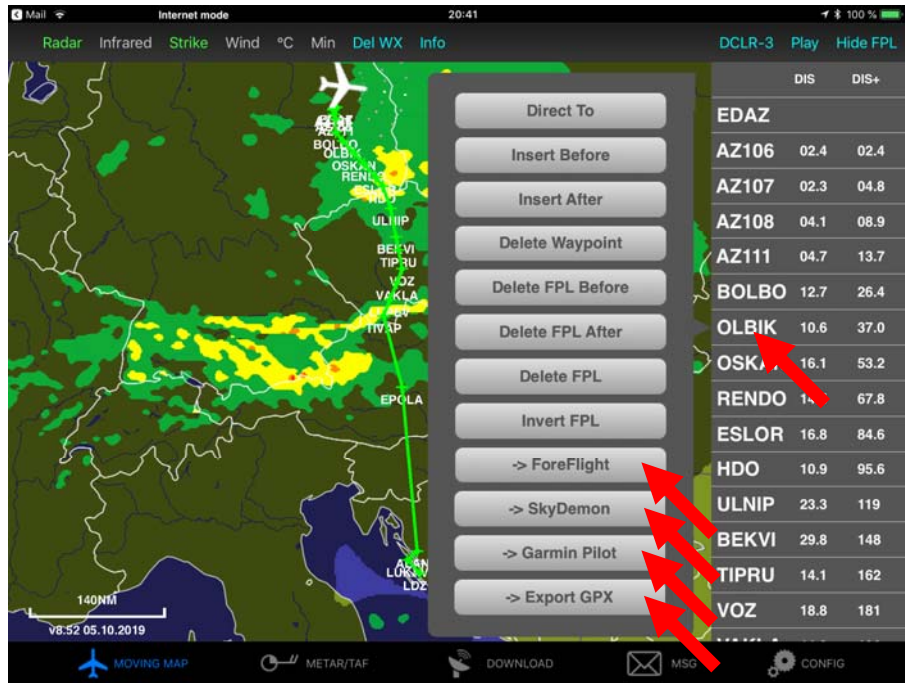 Mail Internet mode 20:41 100 %
Radar Infrared Strike Wind °C Min Del WX Info DCLR-3 Play Hide FPL
DIS DIS+
EDAZ
AZ106 02.4 02.4
AZ107 02.3 04.8
AZ108 04.1 08.9
AZ111 04.7 13.7
BOLBO 12.7 26.4
OLBIK 10.6 37.0
16.1 53.2
RENDO 67.8
ESLOR 16.8 84.6
HDO 10.9 95.6
ULNIP 23.3 119
BEKVI 29.8 148
TIPRU 14.1 162
VOZ 18.8 181
Direct To
Insert Before
Insert After
Delete Waypoint
Delete FPL Before
Delete FPL After
Delete FPL
Invert FPL
-> ForeFlight
-> SkyDemon
-> Garmin Pilot
-> Export GPX
OSKAN
ULNIP
BEKVI
TIPRU
VOZ
VAKLA
EPOLA
140NM
v8.52 05.10.2019
MOVING MAP METAR/TAF DOWNLOAD MSG CONFIG